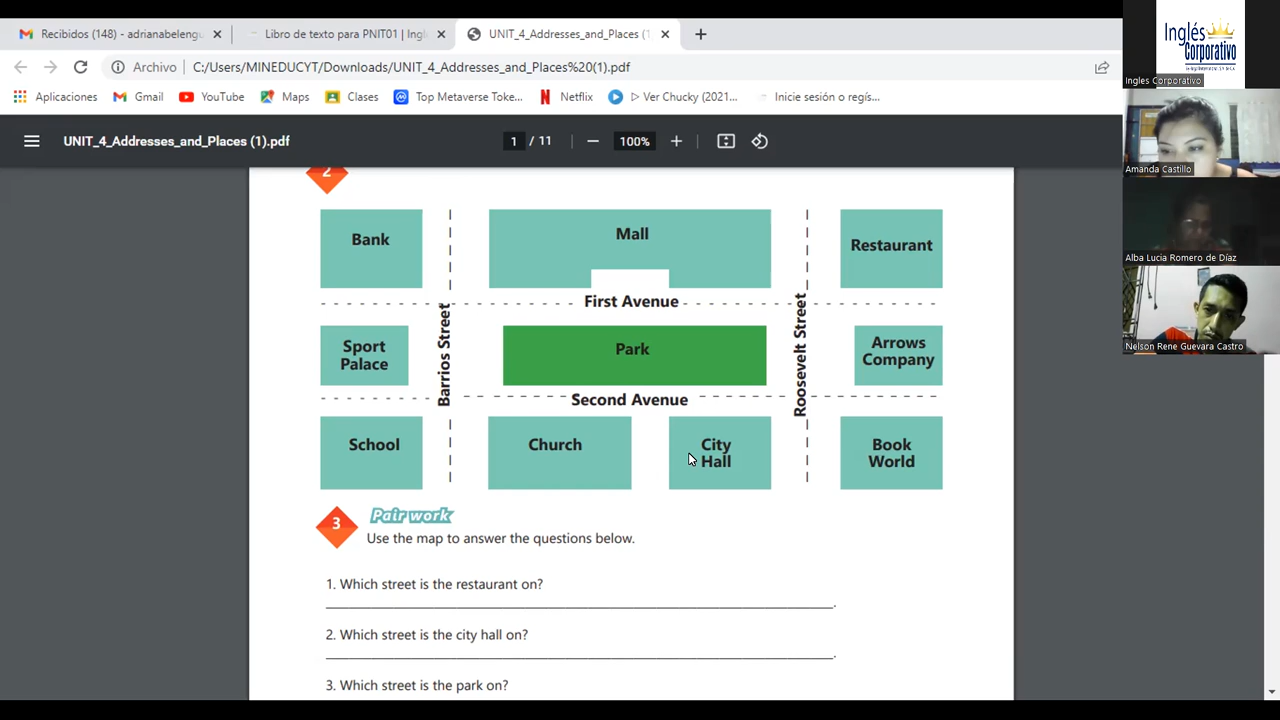 Recibidos (148) - adrianabelengu
Libro de texto para PNIT01 | Ingl
UNIT_4_Addresses_and_Places (1
Archivo
C:/Users/MINEDUCYT/Downloads/UNIT_4_Addresses_and_Places%20(1).pdf
Aplicaciones
Gmail
YouTube
Maps
Clases
Top Metaverse Toke...
Netflix
Ver Chucky (2021...
Inicie sesión o regís...
UNIT_4_Addresses_and_Places (1).pdf
1 / 11
100%
2
Bank
Mall
Restaurant
First Avenue
Barrios Street
Roosevelt Street
Sport
Palace
Park
Arrows
Company
Second Avenue
School
Church
City
Hall
Book
World
3
Pair work
Use the map to answer the questions below.
1. Which street is the restaurant on?
2. Which street is the city hall on?
3. Which street is the park on?
Inglés
Corporativo
Ingles Corporativo
Amanda Castillo
Alba Lucia Romero de Díaz
Nelson Rene Guevara Castro